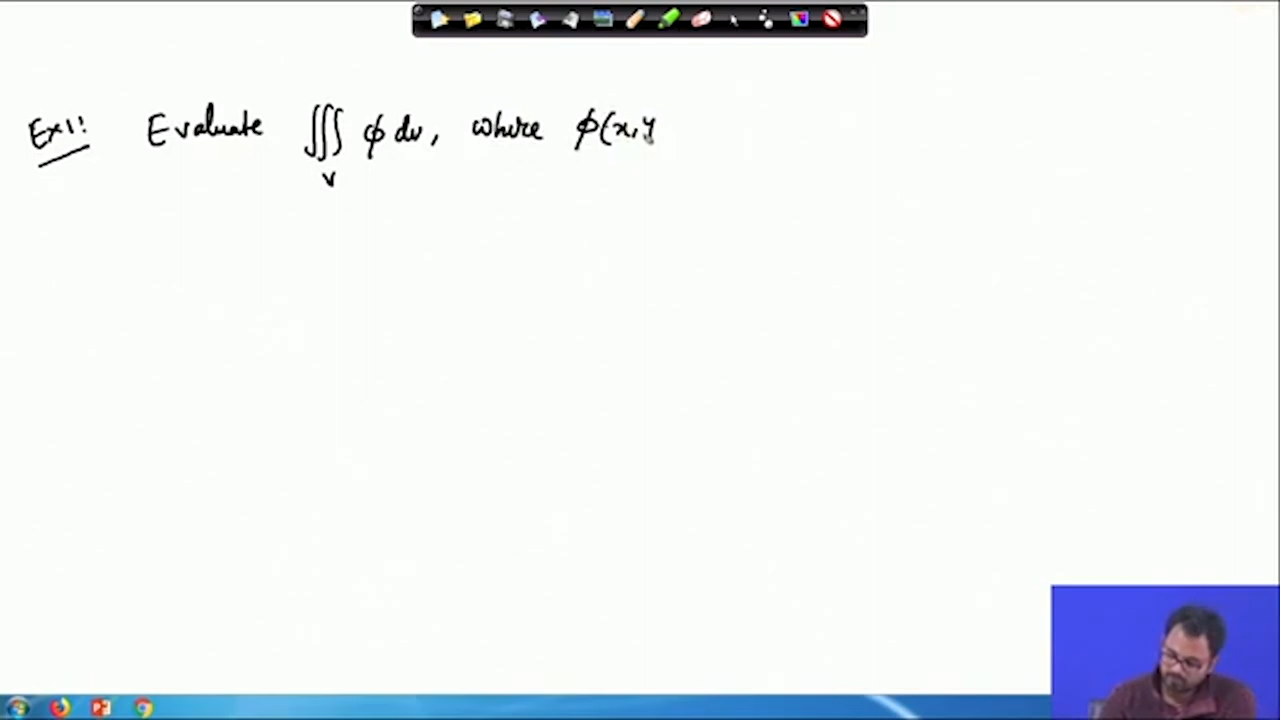 Ex1: Evaluate ∭_V φ dv, where φ(x, y